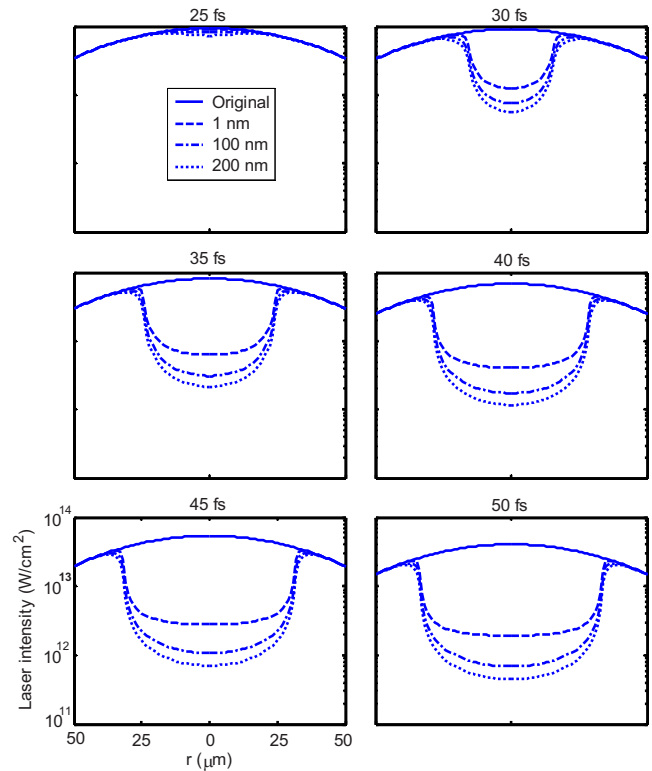 25 fs
30 fs
Original
1 nm
100 nm
200 nm
35 fs
40 fs
45 fs
50 fs
10^14
10^13
10^12
10^11
Laser intensity (W/cm^2)
50 25 0 25 50
r (μm)